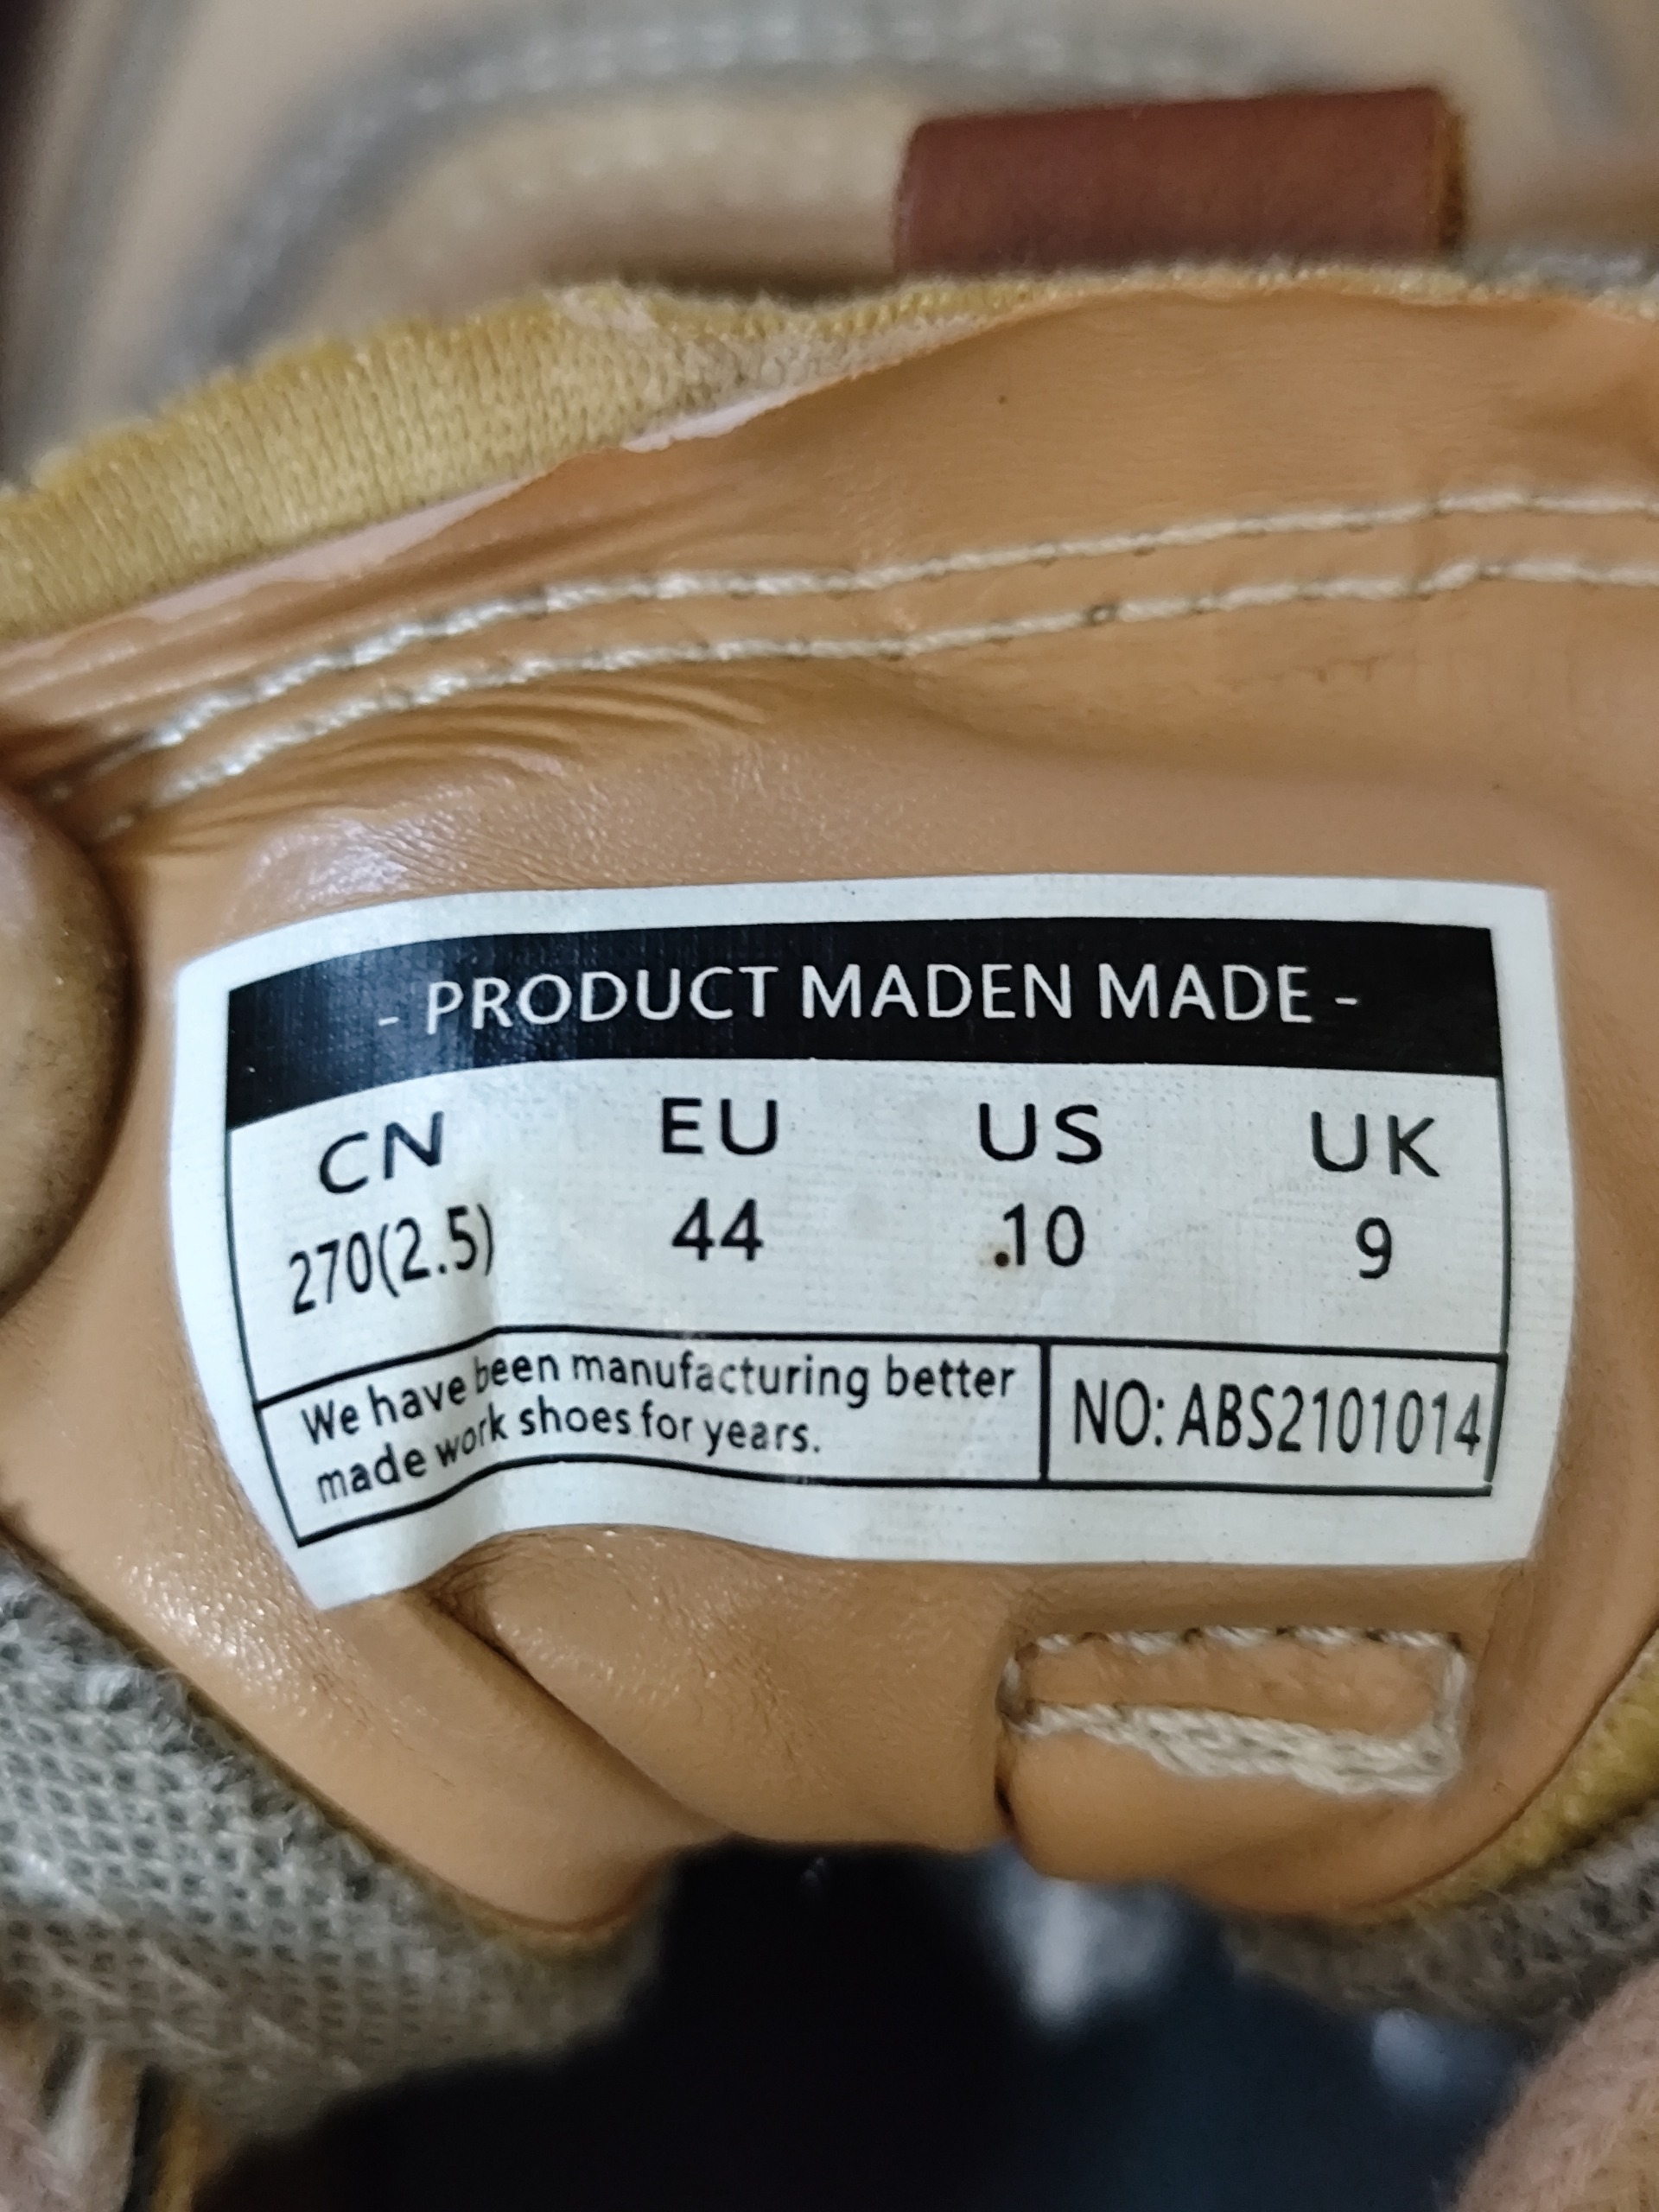 - PRODUCT MADEN MADE -
CN EU US UK
270(2.5) 44 10 9
We have been manufacturing better
made work shoes for years.
NO: ABS2101014